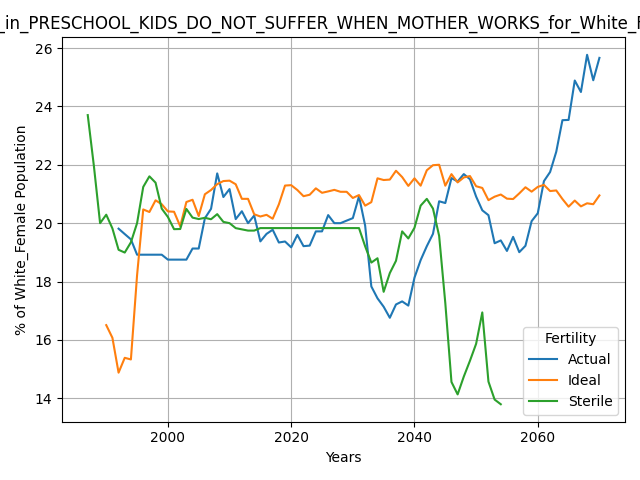 _in_PRESCHOOL_KIDS_DO_NOT_SUFFER_WHEN_MOTHER_WORKS_for_White_F
% of White_Female Population
26
24
22
20
18
16
14
2000 2020 2040 2060
Years
Fertility
Actual
Ideal
Sterile